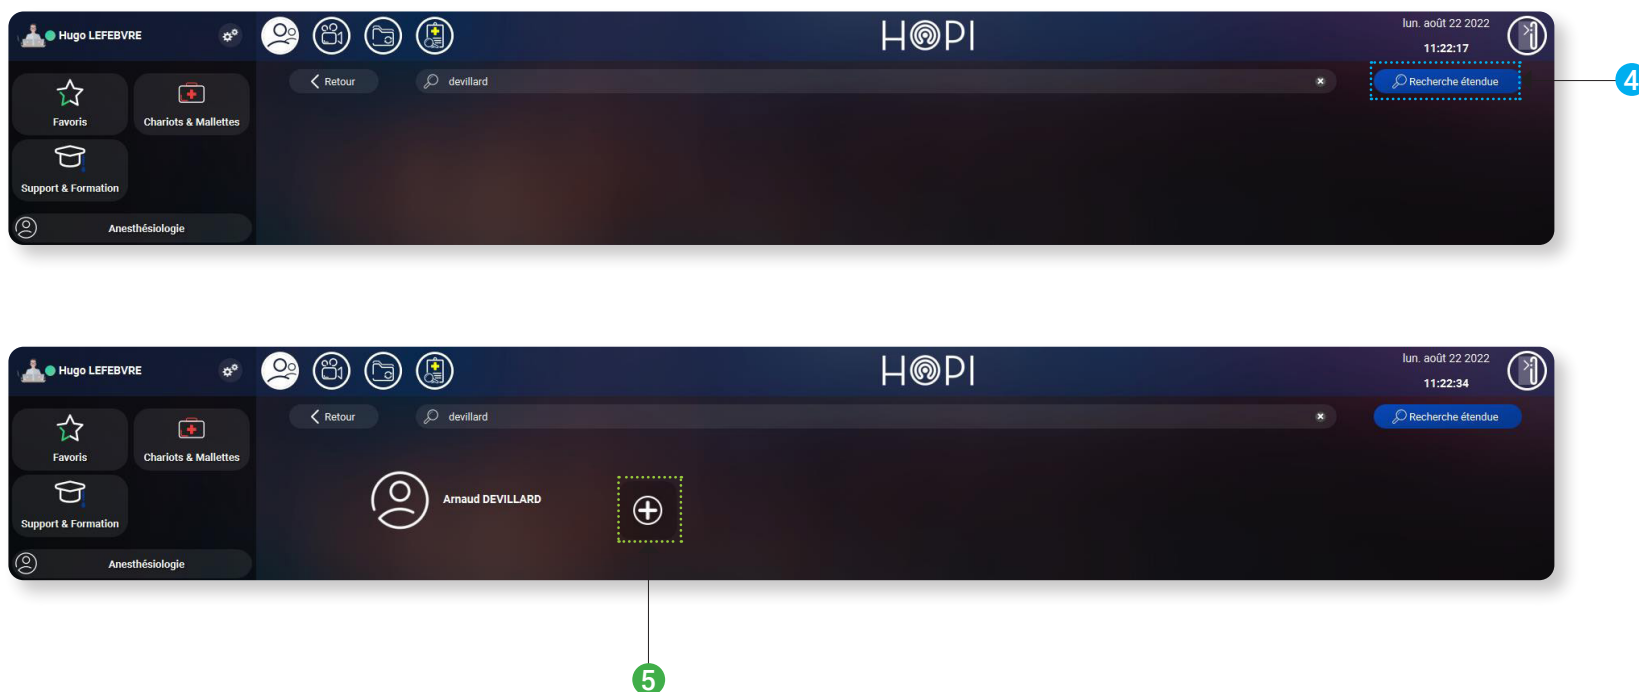 Hugo LEFEBVRE
HOPI
lun. août 22 2022
11:22:17
Retour
devillard
Recherche étendue
4
Favoris
Chariots & Mallettes
Support & Formation
Anesthésiologie
Hugo LEFEBVRE
HOPI
lun. août 22 2022
11:22:34
Retour
devillard
Recherche étendue
Favoris
Chariots & Mallettes
Arnaud DEVILLARD
Support & Formation
Anesthésiologie
5